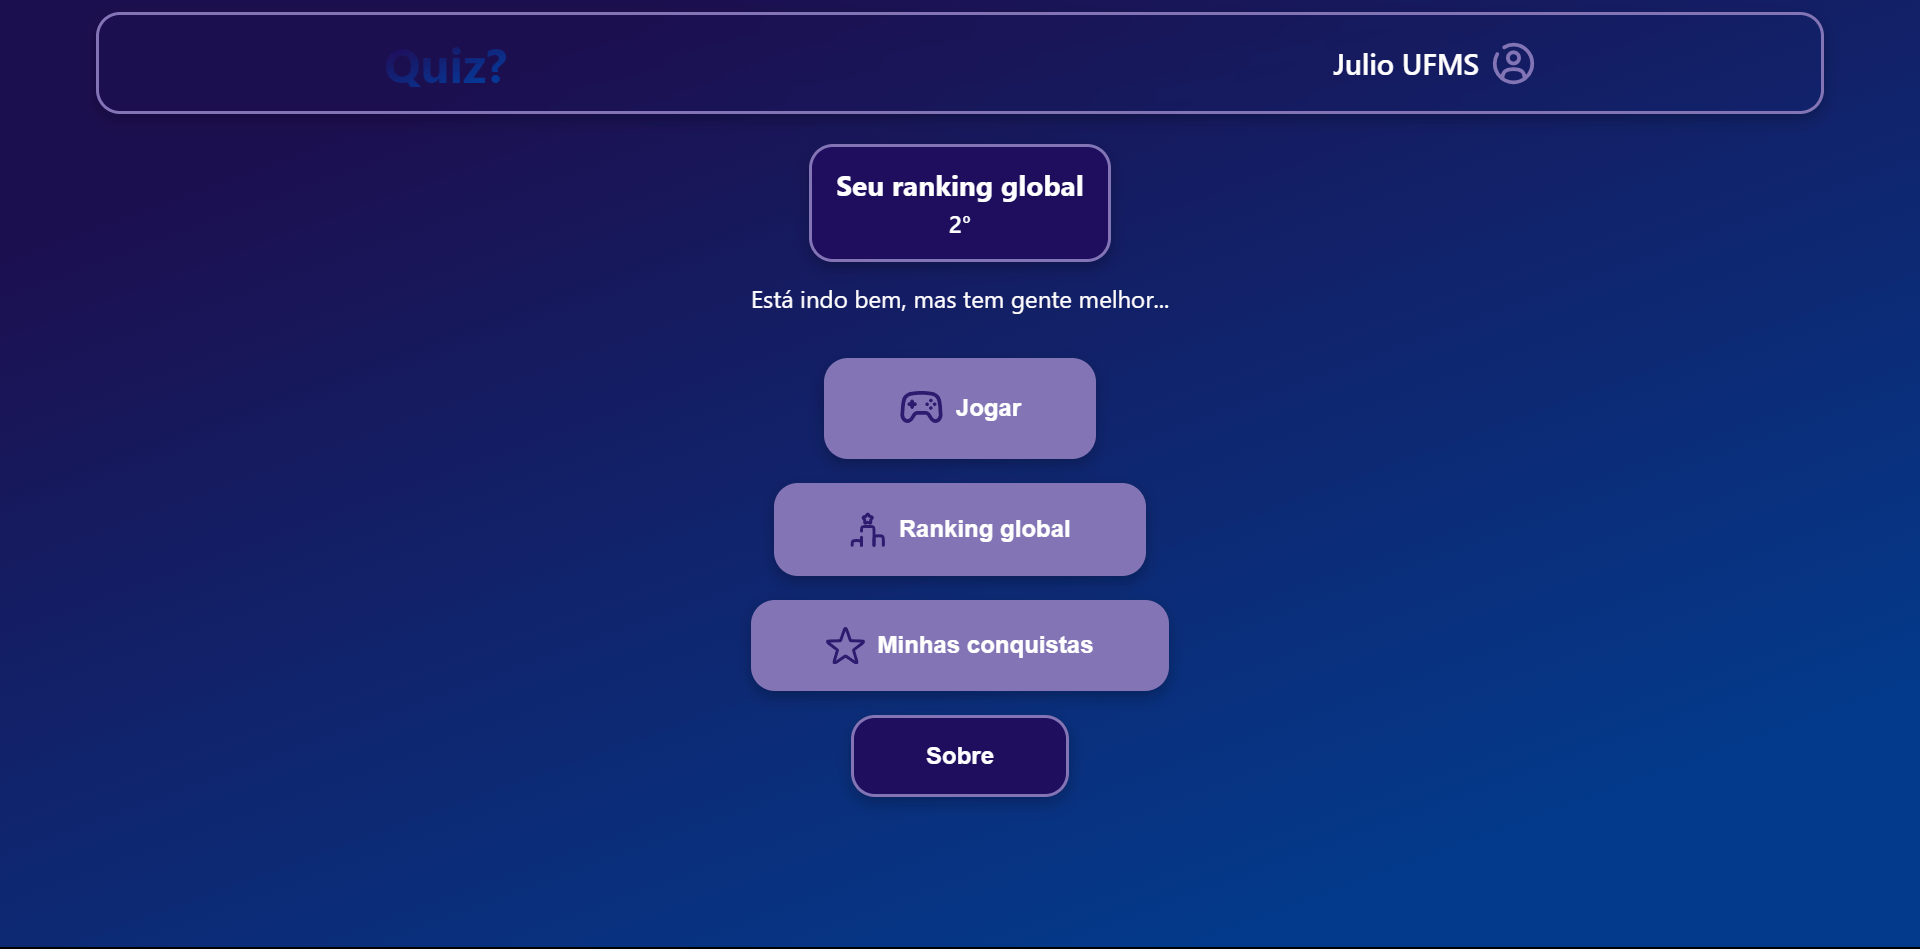 Quiz?
Julio UFMS
Seu ranking global
2º
Está indo bem, mas tem gente melhor...
Jogar
Ranking global
Minhas conquistas
Sobre